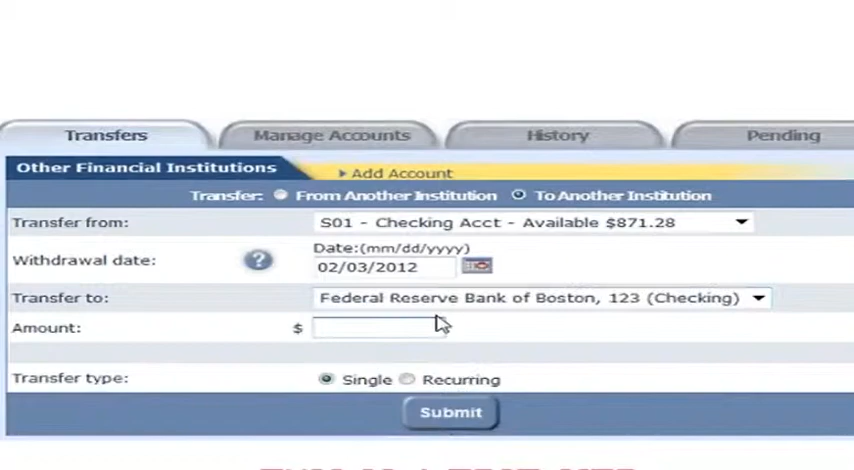 Transfers Manage Accounts History Pending
Other Financial Institutions Add Account
Transfer: From Another Institution To Another Institution
Transfer from: S01 - Checking Acct - Available $871.28
Date:(mm/dd/yyyy)
Withdrawal date: ? 02/03/2012
Transfer to: Federal Reserve Bank of Boston, 123 (Checking)
Amount: $
Transfer type: Single Recurring
Submit